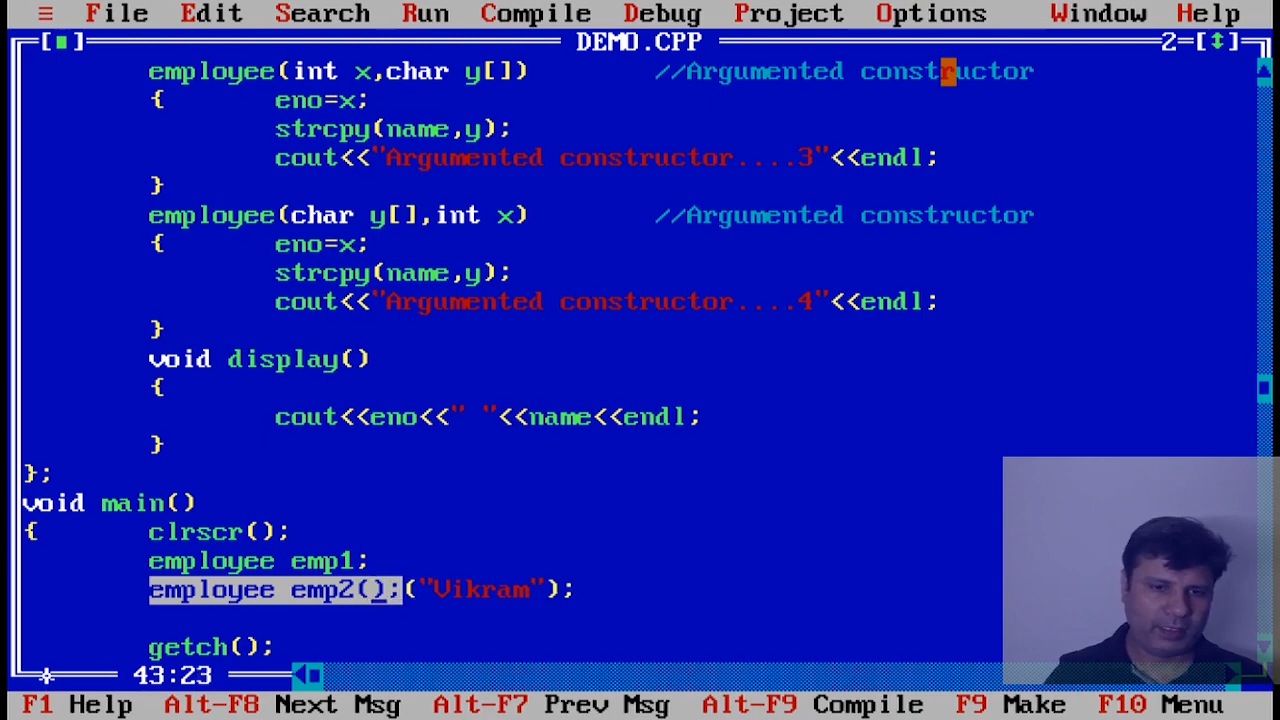 ≡ File Edit Search Run Compile Debug Project Options Window Help
[■] DEMO.CPP 2=[↕]
employee(int x,char y[]) //Argumented constructor
{ eno=x;
strcpy(name,y);
cout<<"Argumented constructor....3"<<endl;
}
employee(char y[],int x) //Argumented constructor
{ eno=x;
strcpy(name,y);
cout<<"Argumented constructor....4"<<endl;
}
void display()
{
cout<<eno<<" "<<name<<endl;
}
};
void main()
{ clrscr();
employee emp1;
employee emp2();("Vikram");
getch();
43:23
F1 Help Alt-F8 Next Msg Alt-F7 Prev Msg Alt-F9 Compile F9 Make F10 Menu